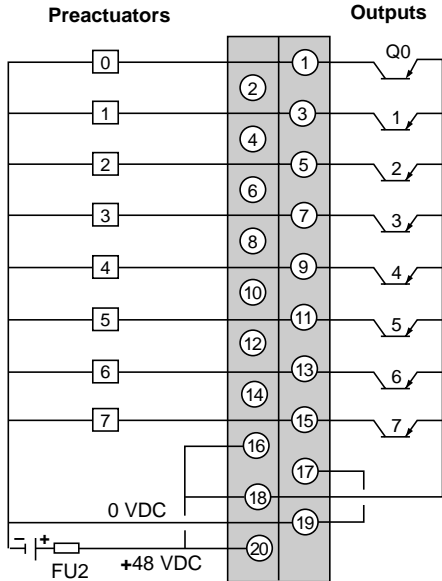 Preactuators Outputs
0 1 Q0
2
1 3 1
4
2 5 2
6
3 7 3
8
4 9 4
10
5 11 5
12
6 13 6
14
7 15 7
16
17
18
0 VDC 19
- + FU2 +48 VDC 20